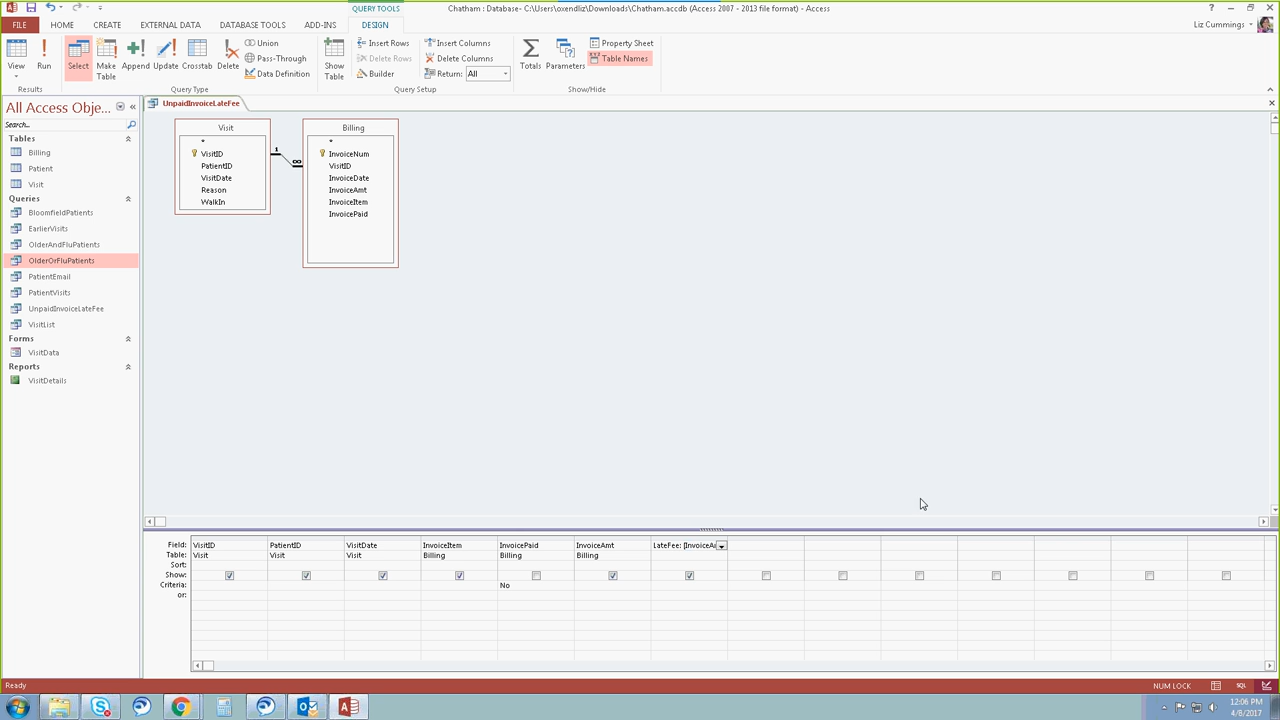 QUERY TOOLS
Chatham : Database- C:\Users\oxendliz\Downloads\Chatham.accdb (Access 2007 - 2013 file format) - Access
FILE HOME CREATE EXTERNAL DATA DATABASE TOOLS ADD-INS DESIGN
Liz Cummings
View
Run
Select
Make Table
Append
Update
Crosstab
Delete
Union
Pass-Through
Data Definition
Show Table
Insert Rows
Delete Rows
Builder
Insert Columns
Delete Columns
Return: All
Totals
Parameters
Property Sheet
Table Names
Results
Query Type
Query Setup
Show/Hide
All Access Obje...
Search...
Tables
Billing
Patient
Visit
Queries
BloomfieldPatients
EarlierVisits
OlderAndFluPatients
OlderOrFluPatients
PatientEmail
PatientVisits
UnpaidInvoiceLateFee
VisitList
Forms
VisitData
Reports
VisitDetails
UnpaidInvoiceLateFee
Visit
*
VisitID
PatientID
VisitDate
Reason
WalkIn
1
∞
Billing
*
InvoiceNum
VisitID
InvoiceDate
InvoiceAmt
InvoiceItem
InvoicePaid
Field: VisitID PatientID VisitDate InvoiceItem InvoicePaid InvoiceAmt LateFee: [InvoiceA
Table: Visit Visit Visit Billing Billing Billing
Sort:
Show:
Criteria: No
or:
Ready
NUM LOCK
SQL
12:06 PM
4/8/2017